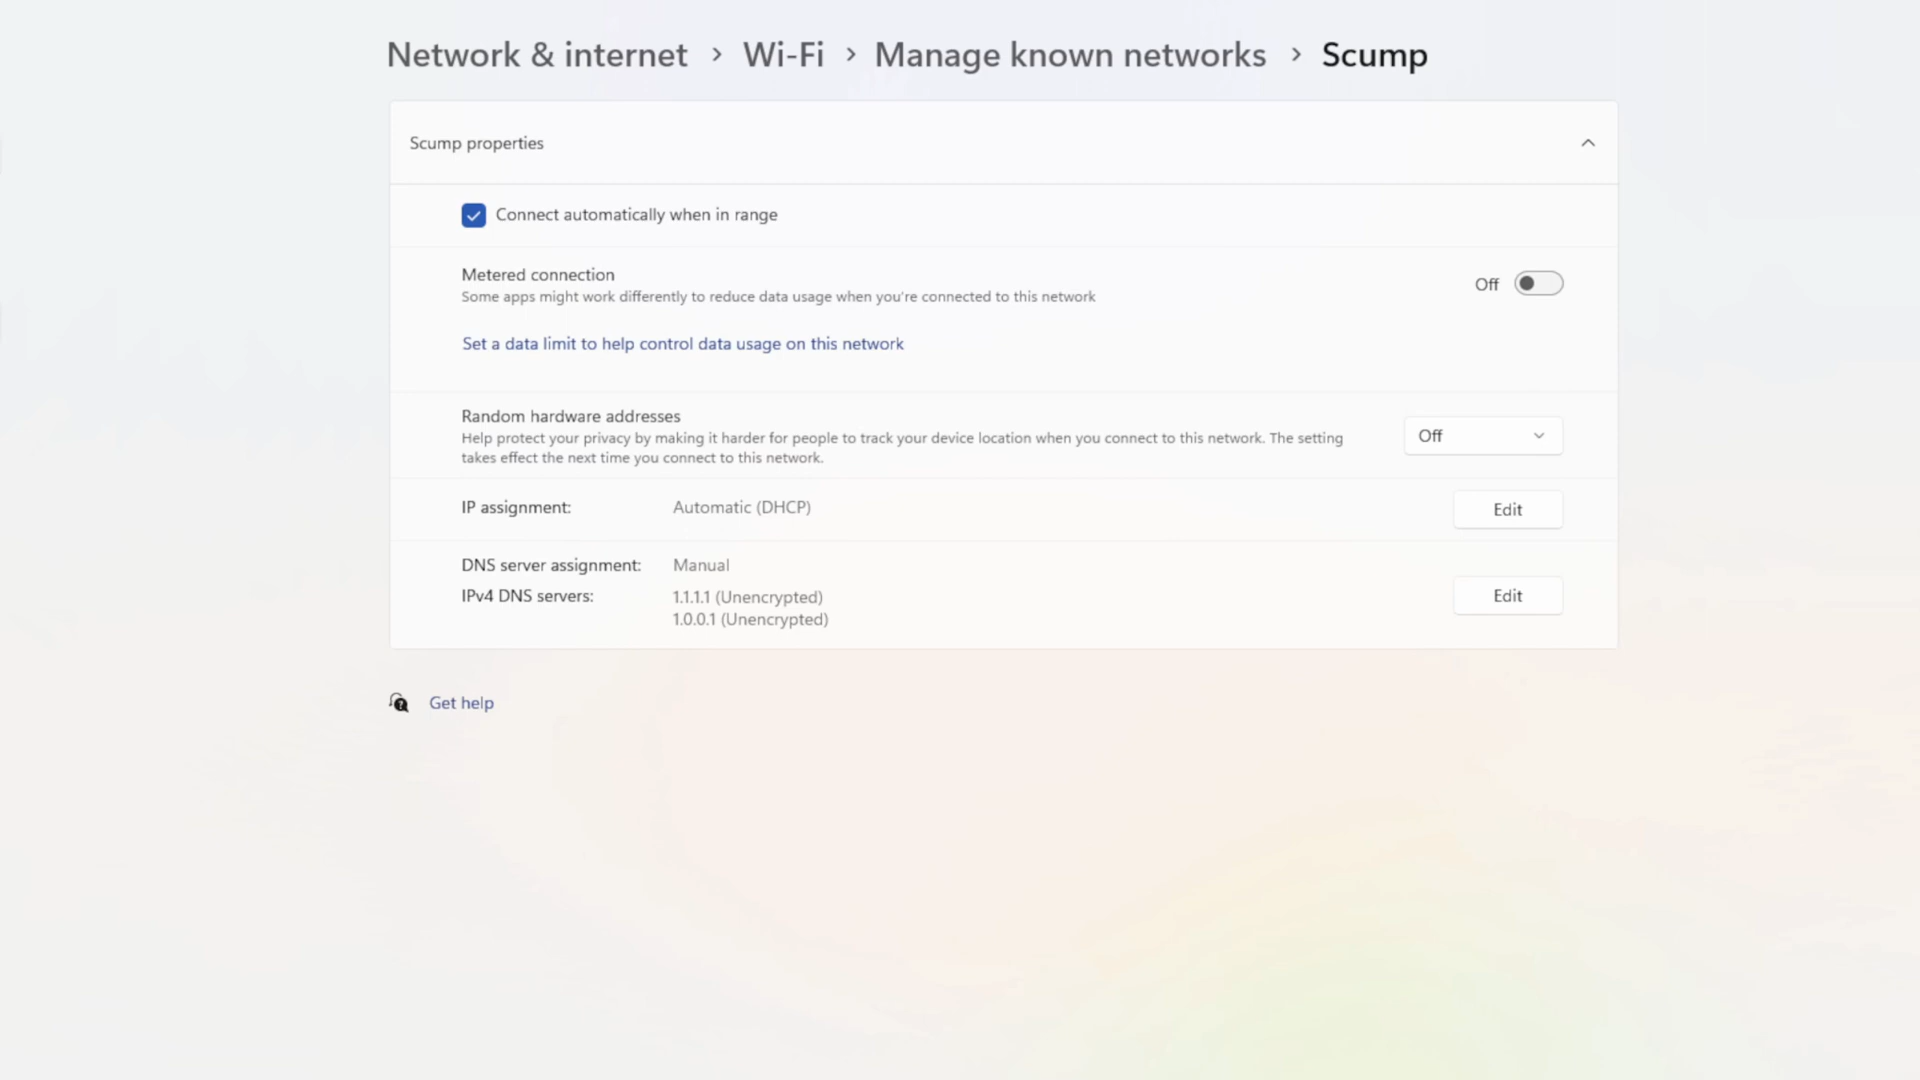 Network & internet > Wi-Fi > Manage known networks > Scump
Scump properties
Connect automatically when in range
Metered connection
Some apps might work differently to reduce data usage when you're connected to this network
Off
Set a data limit to help control data usage on this network
Random hardware addresses
Help protect your privacy by making it harder for people to track your device location when you connect to this network. The setting
takes effect the next time you connect to this network.
Off
IP assignment: Automatic (DHCP)
Edit
DNS server assignment: Manual
IPv4 DNS servers: 1.1.1.1 (Unencrypted)
1.0.0.1 (Unencrypted)
Edit
Get help